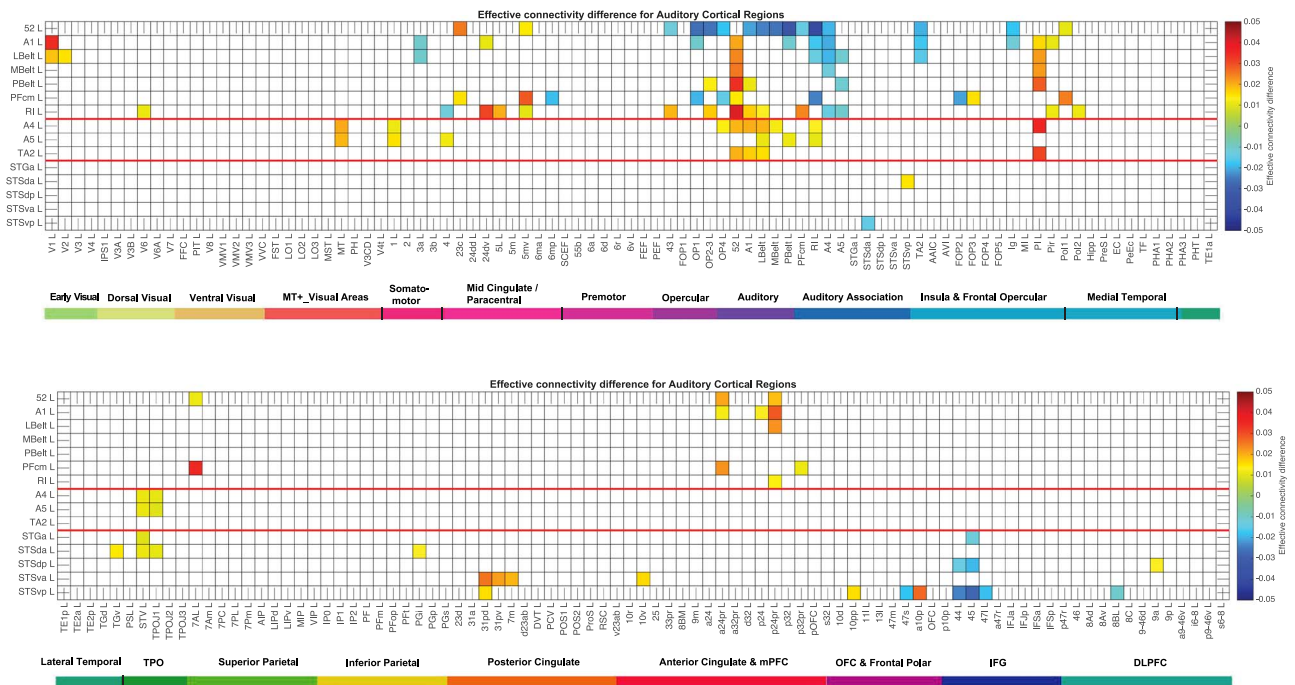 Effective connectivity difference for Auditory Cortical Regions
52 L
A1 L
LBelt L
MBelt L
PBelt L
PFcm L
RI L
A4 L
A5 L
TA2 L
STGa L
STSda L
STSdp L
STSva L
STSvp L
V1 L
V2 L
V3 L
V4 L
IPS1 L
V3A L
V3B L
V6 L
V6A L
V7 L
FFC L
PIT L
V8 L
VMV1 L
VMV2 L
VMV3 L
VVC L
FST L
LO1 L
LO2 L
LO3 L
MST L
MT L
PH L
V3CD L
V4t L
1 L
2 L
3a L
3b L
4 L
23c L
24dd L
24dv L
5L L
5m L
5mv L
6ma L
6mp L
SCEF L
55b L
6a L
6d L
6r L
6v L
FEF L
PEF L
43 L
FOP1 L
OP1 L
OP2-3 L
OP4 L
52 L
A1 L
LBelt L
MBelt L
PBelt L
PFcm L
RI L
A4 L
A5 L
STGa L
STSda L
STSdp L
STSva L
STSvp L
TA2 L
AAIC L
AVI L
FOP2 L
FOP3 L
FOP4 L
FOP5 L
Ig L
MI L
PI L
Pir L
PoI1 L
PoI2 L
Hipp L
PreS L
EC L
PeEc L
TF L
PHA1 L
PHA2 L
PHA3 L
PHT L
TE1a L
0.05
0.04
0.03
0.02
0.01
0
-0.01
-0.02
-0.03
-0.04
-0.05
Effective connectivity difference
Early Visual
Dorsal Visual
Ventral Visual
MT+_Visual Areas
Somato-
motor
Mid Cingulate /
Paracentral
Premotor
Opercular
Auditory
Auditory Association
Insula & Frontal Opercular
Medial Temporal
Effective connectivity difference for Auditory Cortical Regions
52 L
A1 L
LBelt L
MBelt L
PBelt L
PFcm L
RI L
A4 L
A5 L
TA2 L
STGa L
STSda L
STSdp L
STSva L
STSvp L
TE1p L
TE2a L
TE2p L
TGd L
TGv L
PSL L
STV L
TPOJ1 L
TPOJ2 L
TPOJ3 L
7AL L
7Am L
7PC L
7PL L
7Pm L
AIP L
LIPd L
LIPv L
MIP L
VIP L
IP0 L
IP1 L
IP2 L
PF L
PFm L
PFop L
PFt L
PGi L
PGp L
PGs L
23d L
31a L
31pd L
31pv L
7m L
d23ab L
DVT L
PCV L
POS1 L
POS2 L
ProS L
RSC L
v23ab L
10r L
10v L
25 L
33pr L
8BM L
9m L
a24 L
a24pr L
a32pr L
d32 L
p24 L
p24pr L
p32 L
p32pr L
pOFC L
s32 L
10d L
10pp L
11l L
13l L
47m L
47s L
a10p L
OFC L
p10p L
44 L
45 L
47l L
a47r L
IFJa L
IFJp L
IFSa L
IFSp L
p47r L
46 L
8Ad L
8Av L
8BL L
8C L
9-46d L
9a L
9p L
a9-46v L
i6-8 L
p9-46v L
s6-8 L
0.05
0.04
0.03
0.02
0.01
0
-0.01
-0.02
-0.03
-0.04
-0.05
Effective connectivity difference
Lateral Temporal
TPO
Superior Parietal
Inferior Parietal
Posterior Cingulate
Anterior Cingulate & mPFC
OFC & Frontal Polar
IFG
DLPFC